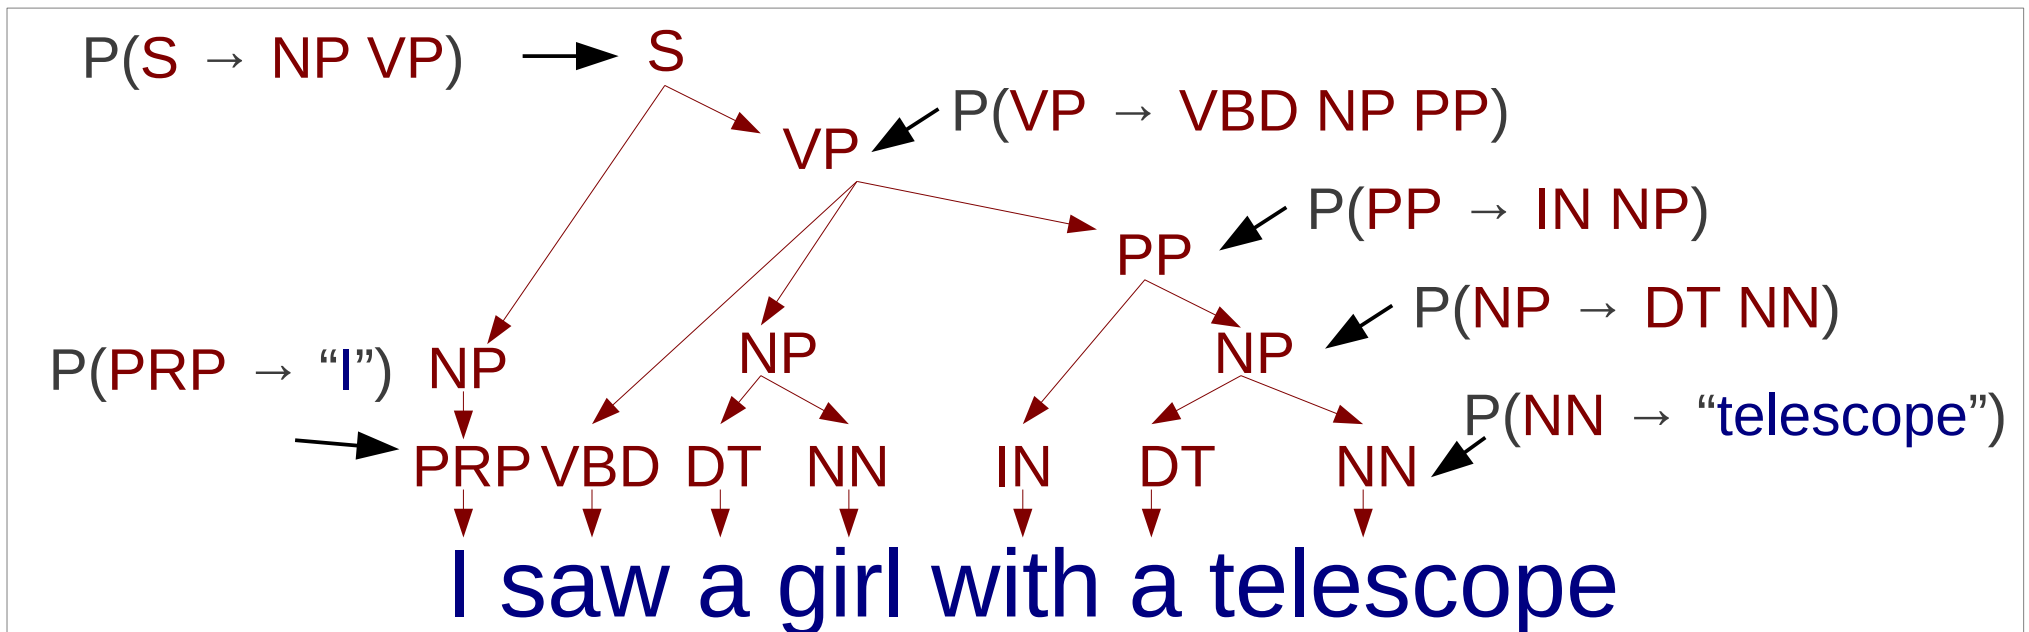 P(S → NP VP) S
P(VP → VBD NP PP)
VP
P(PP → IN NP)
PP
P(NP → DT NN)
P(PRP → “I”) NP NP NP
P(NN → “telescope”)
PRP VBD DT NN IN DT NN
I saw a girl with a telescope